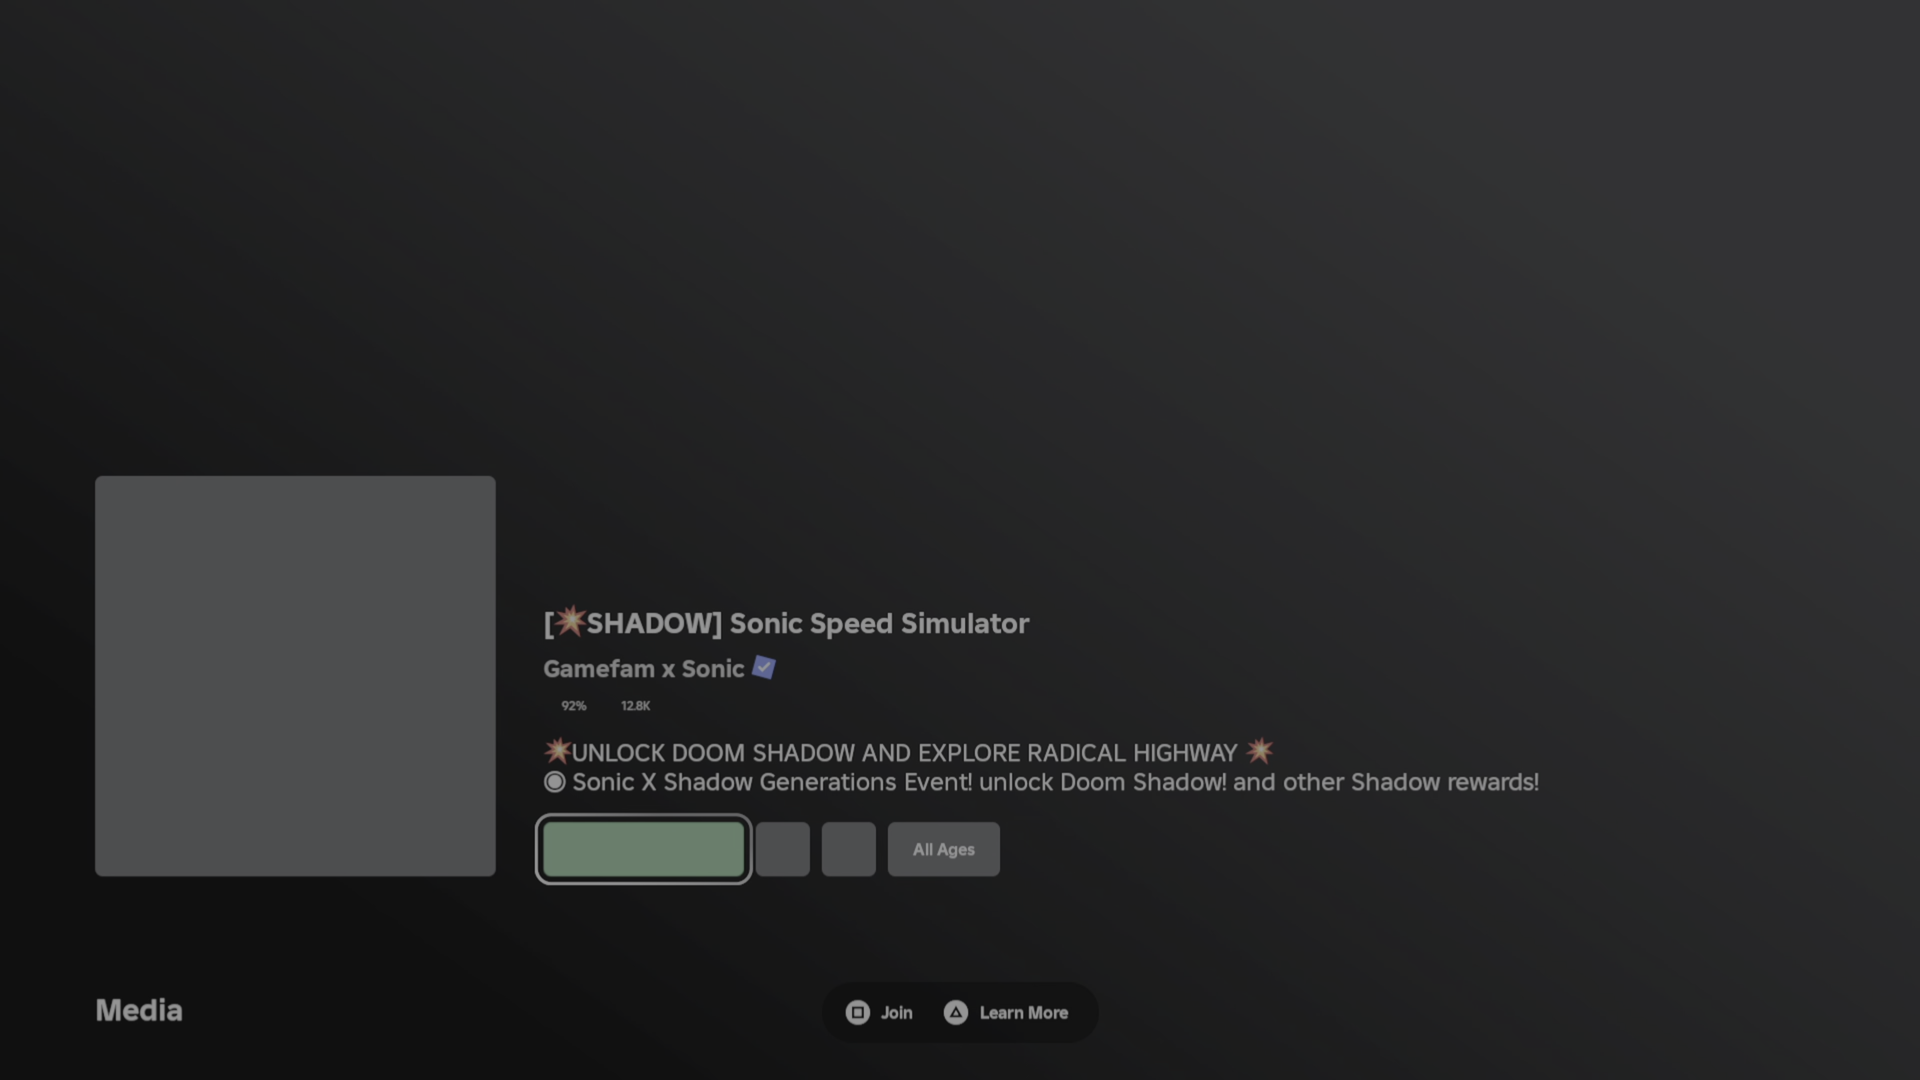 [💥SHADOW] Sonic Speed Simulator
Gamefam x Sonic
92% 12.8K
💥UNLOCK DOOM SHADOW AND EXPLORE RADICAL HIGHWAY 💥
◉ Sonic X Shadow Generations Event! unlock Doom Shadow! and other Shadow rewards!
All Ages
Media
Join Learn More